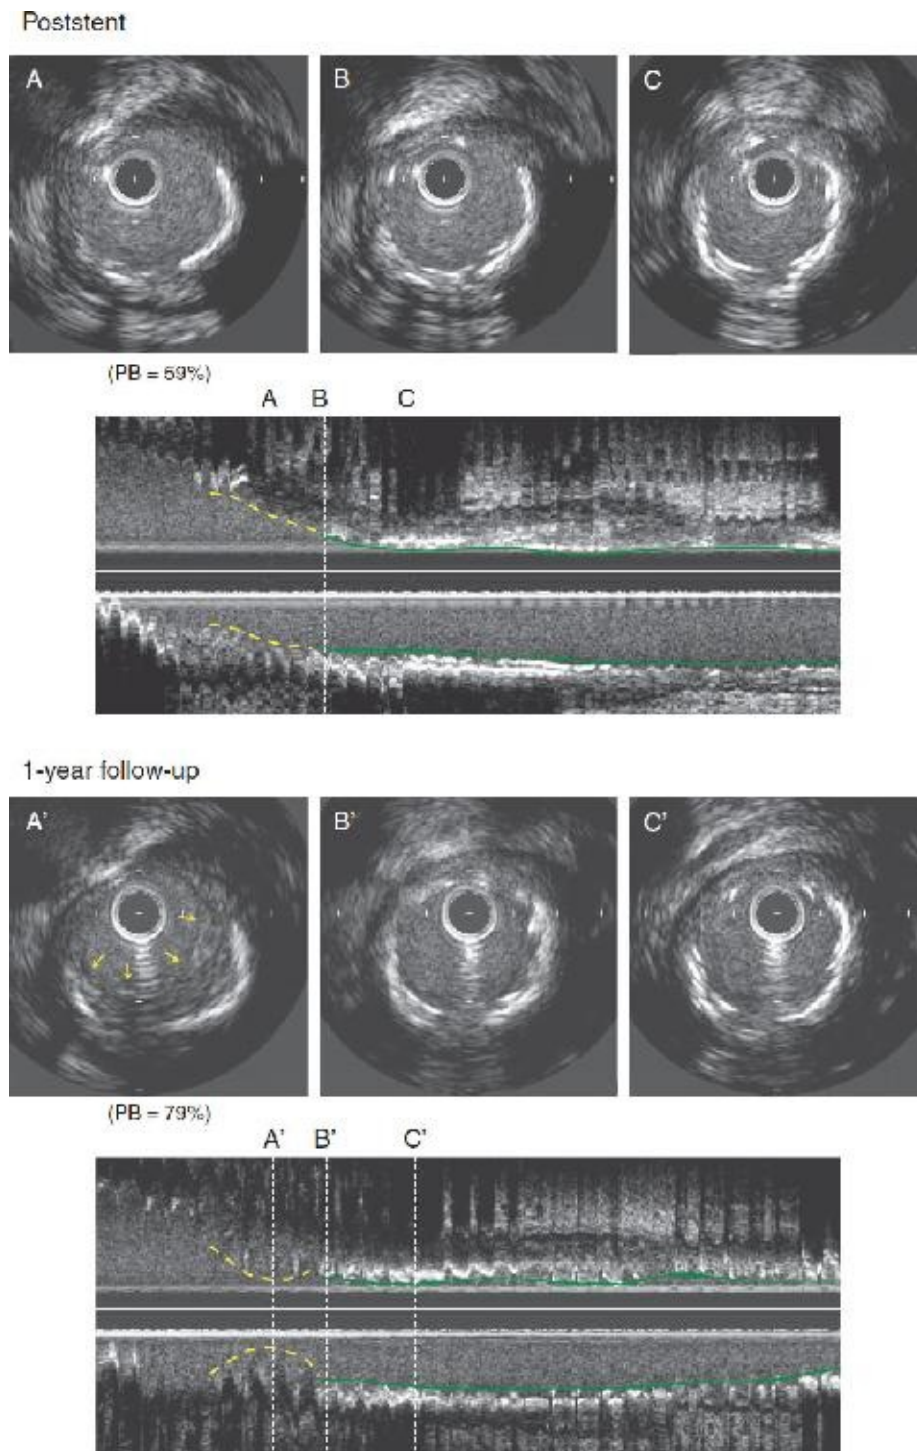 Poststent
A B C
(PB = 59%)
A B C
1-year follow-up
A' B' C'
(PB = 79%)
A' B' C'